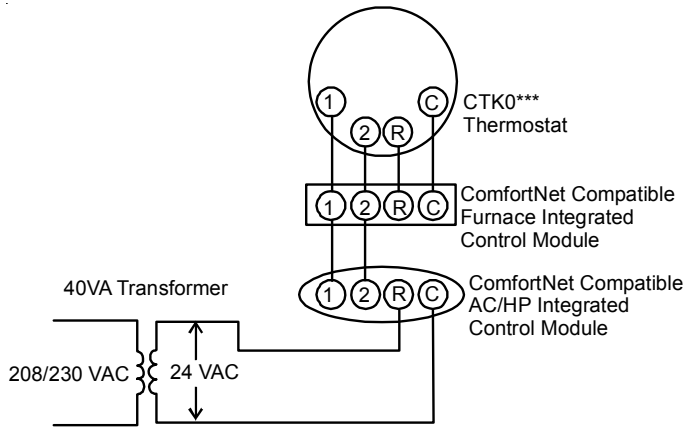 1 C
2 R
CTK0***
Thermostat
1 2 R C
ComfortNet Compatible
Furnace Integrated
Control Module
40VA Transformer
1 2 R C
ComfortNet Compatible
AC/HP Integrated
Control Module
208/230 VAC
24 VAC